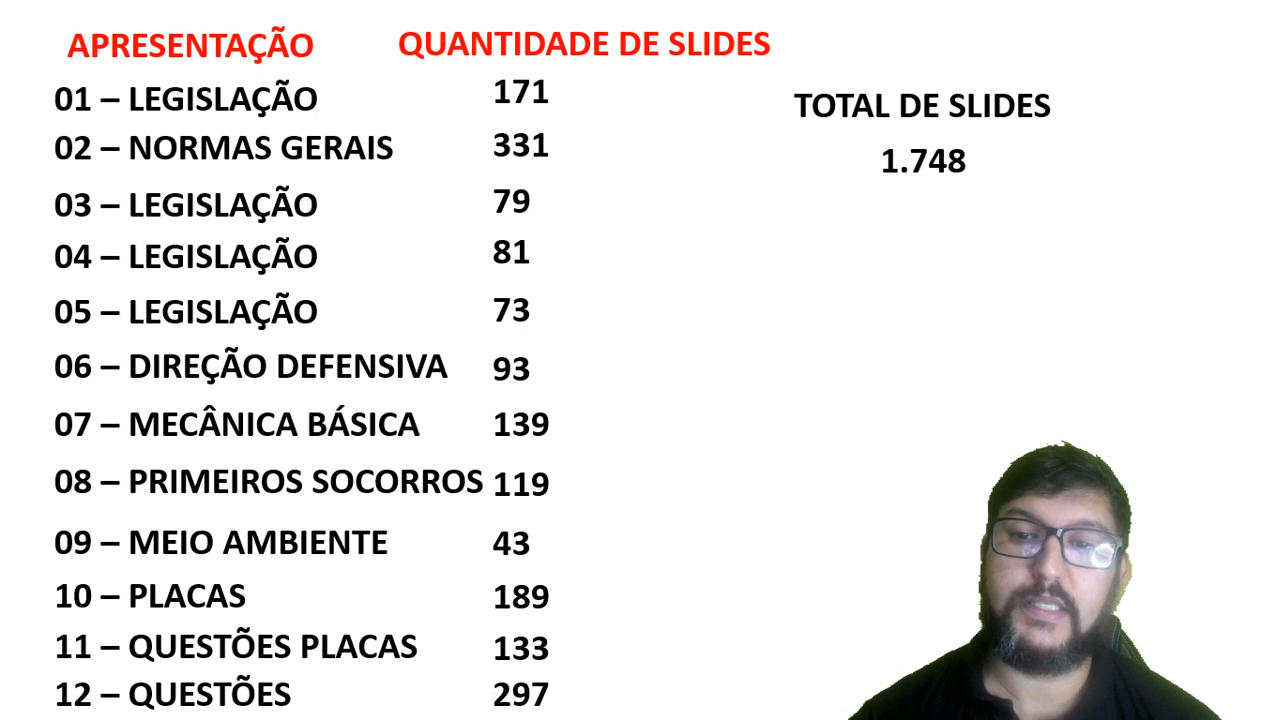 APRESENTAÇÃO QUANTIDADE DE SLIDES
01 – LEGISLAÇÃO 171
02 – NORMAS GERAIS 331
03 – LEGISLAÇÃO 79
04 – LEGISLAÇÃO 81
05 – LEGISLAÇÃO 73
06 – DIREÇÃO DEFENSIVA 93
07 – MECÂNICA BÁSICA 139
08 – PRIMEIROS SOCORROS 119
09 – MEIO AMBIENTE 43
10 – PLACAS 189
11 – QUESTÕES PLACAS 133
12 – QUESTÕES 297
TOTAL DE SLIDES
1.748